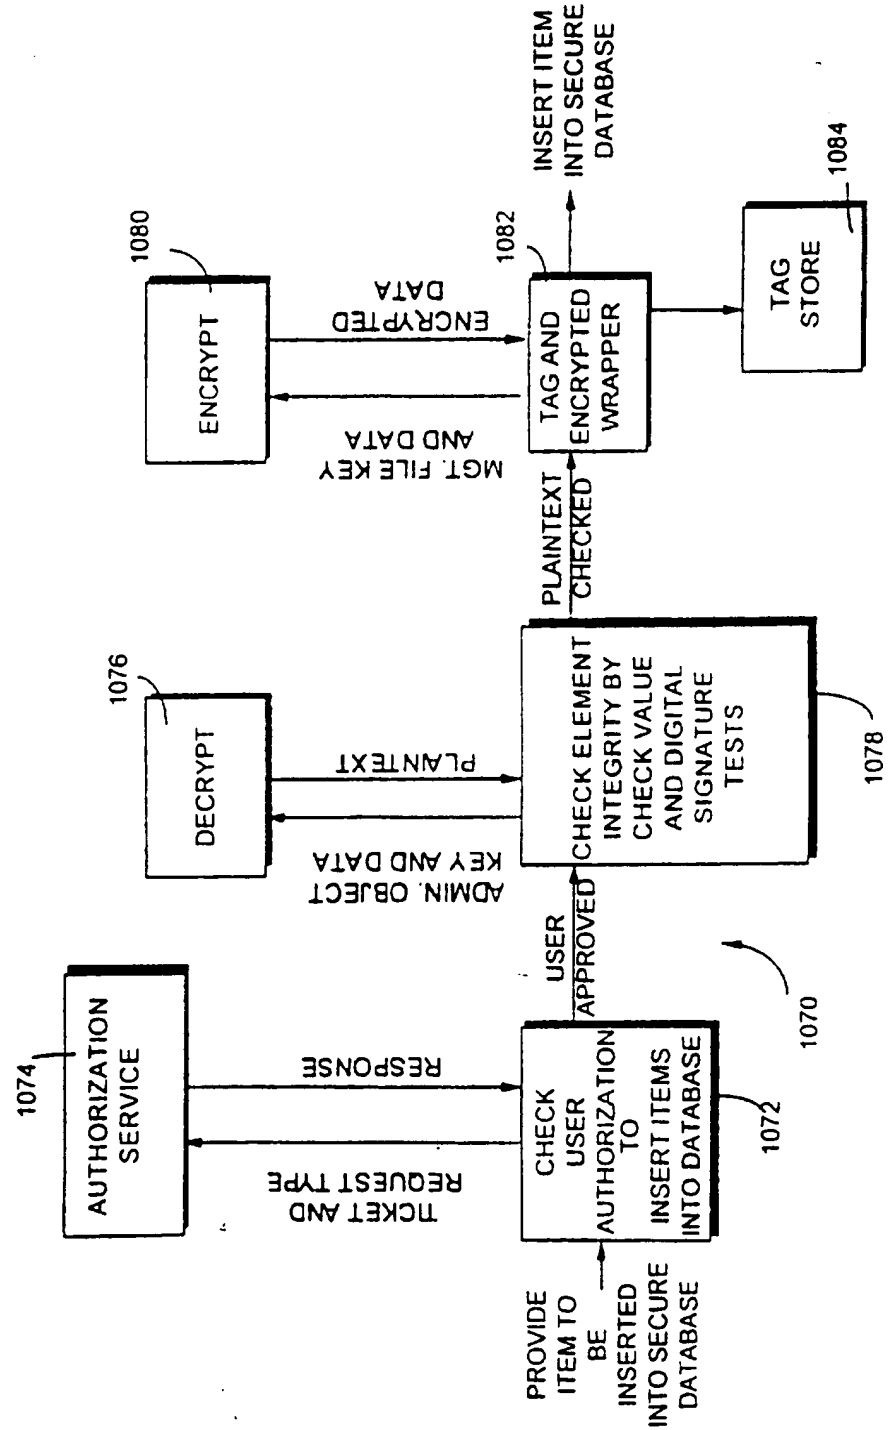 1074
AUTHORIZATION
SERVICE
TICKET AND
REQUEST TYPE
RESPONSE
PROVIDE
ITEM TO
BE
INSERTED
INTO SECURE
DATABASE
CHECK
USER
AUTHORIZATION
TO
INSERT ITEMS
INTO DATABASE
1072
1070
USER
APPROVED
1076
DECRYPT
ADMIN. OBJECT
KEY AND DATA
PLAINTEXT
CHECK ELEMENT
INTEGRITY BY
CHECK VALUE
AND DIGITAL
SIGNATURE
TESTS
1078
PLAINTEXT
CHECKED
1080
ENCRYPT
MGT. FILE KEY
AND DATA
ENCRYPTED
DATA
1082
TAG AND
ENCRYPTED
WRAPPER
INSERT ITEM
INTO SECURE
DATABASE
TAG
STORE
1084